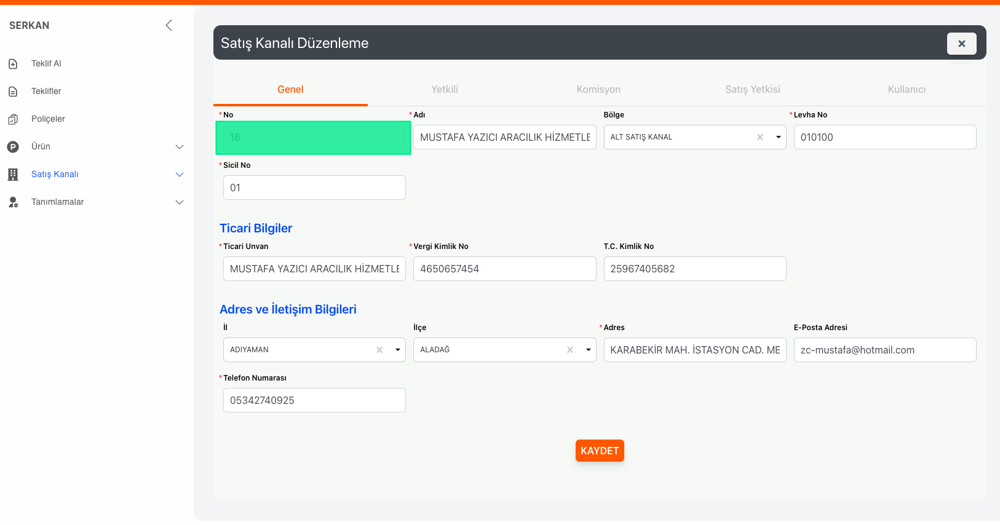 SERKAN
Teklif Al
Teklifler
Poliçeler
Ürün
Satış Kanalı
Tanımlamalar
Satış Kanalı Düzenleme
Genel Yetkili Komisyon Satış Yetkisi Kullanıcı
* No * Adı Bölge * Levha No
16 MUSTAFA YAZICI ARACILIK HİZMETLE ALT SATIŞ KANAL 010100
* Sicil No
01
Ticari Bilgiler
* Ticari Unvan * Vergi Kimlik No T.C. Kimlik No
MUSTAFA YAZICI ARACILIK HİZMETLE 4650657454 25967405682
Adres ve İletişim Bilgileri
İl İlçe * Adres E-Posta Adresi
ADIYAMAN ALADAĞ KARABEKİR MAH. İSTASYON CAD. ME zc-mustafa@hotmail.com
* Telefon Numarası
05342740925
KAYDET